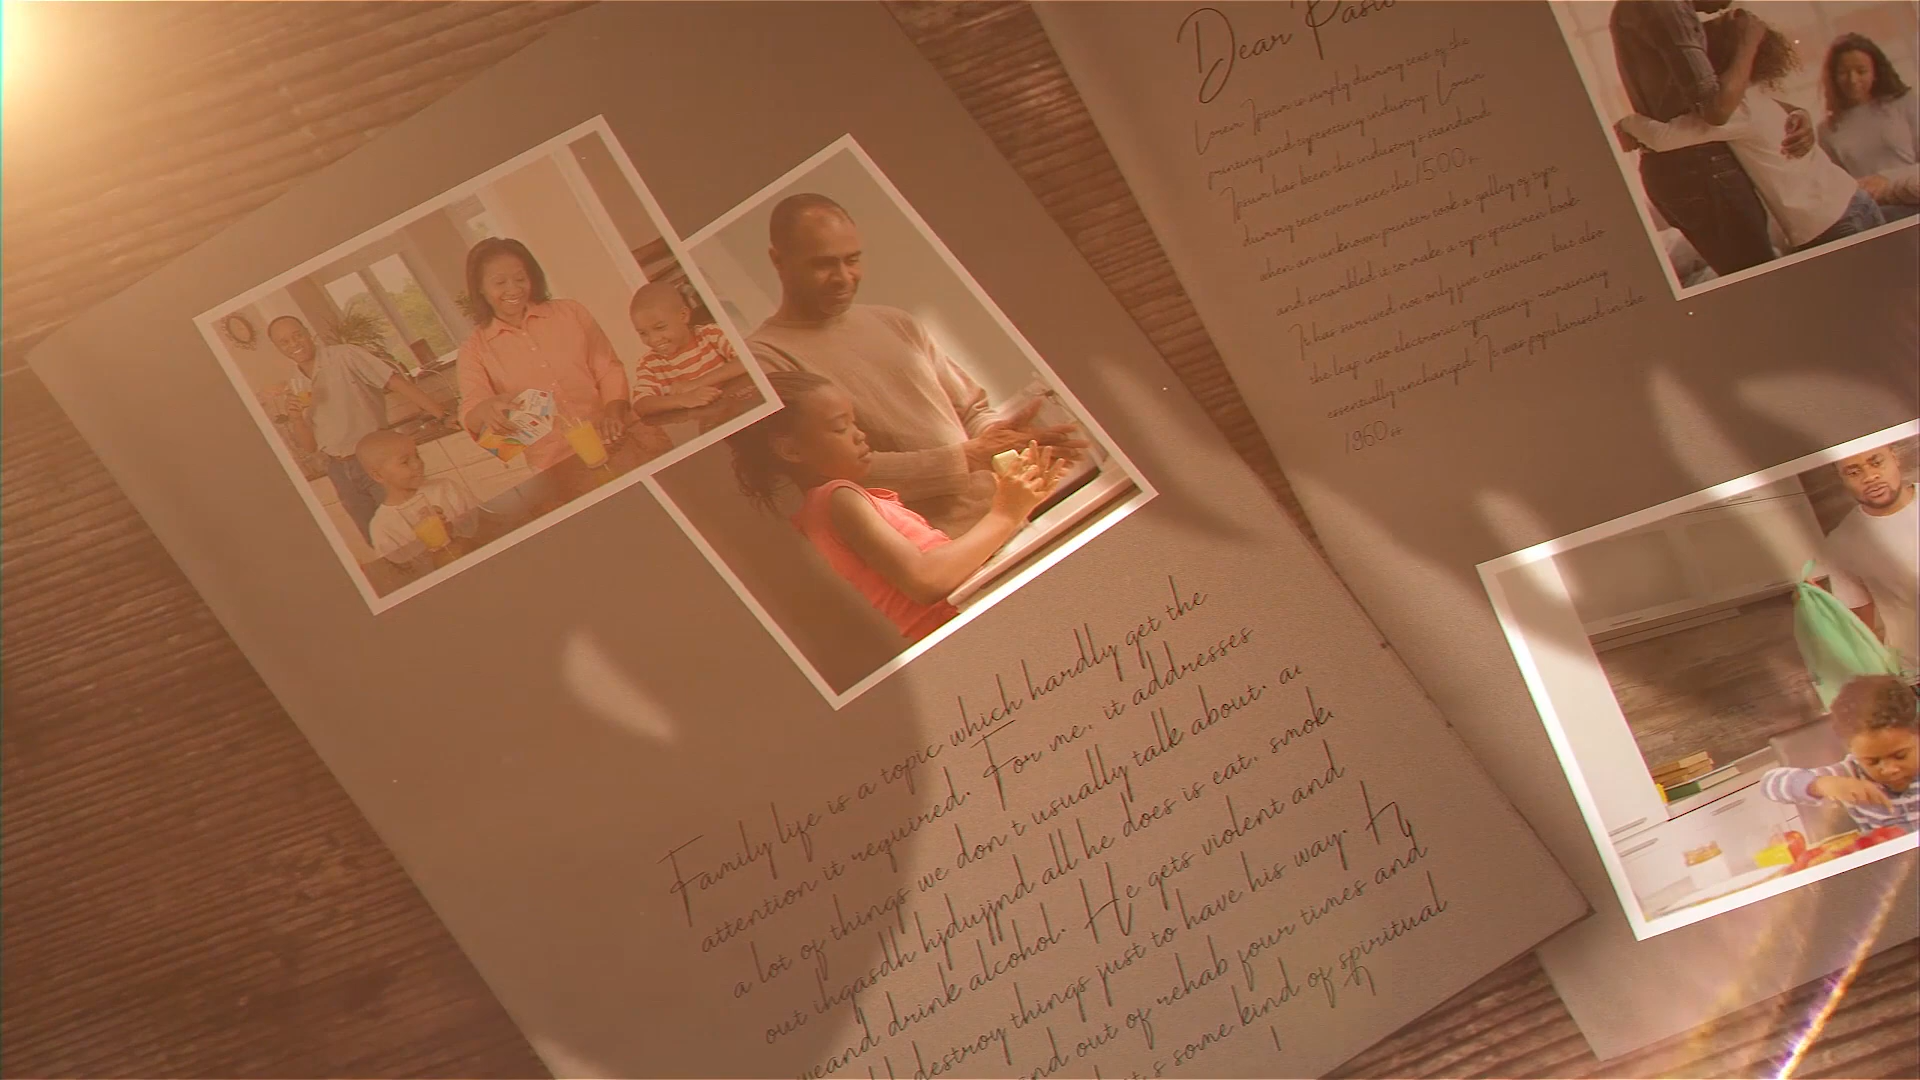 Family life is a topic which hardly get the
attention it required. For me, it addresses
a lot of things we don't usually talk about.
out ihgasdh hjdujjnd all he does is eat, smok
and drink alcohol. He gets violent and
destroy things just to have his way.
and out of rehab four times and
some kind of spiritual
Dear
Lorem Ipsum is simply dummy text of the
printing and typesetting industry. Lorem
Ipsum has been the industry's standard
dummy text ever since the 1500s,
when an unknown printer took a galley of type
and scrambled it to make a type specimen book.
It has survived not only five centuries, but also
the leap into electronic typesetting, remaining
essentially unchanged. It was popularised in the
1960s